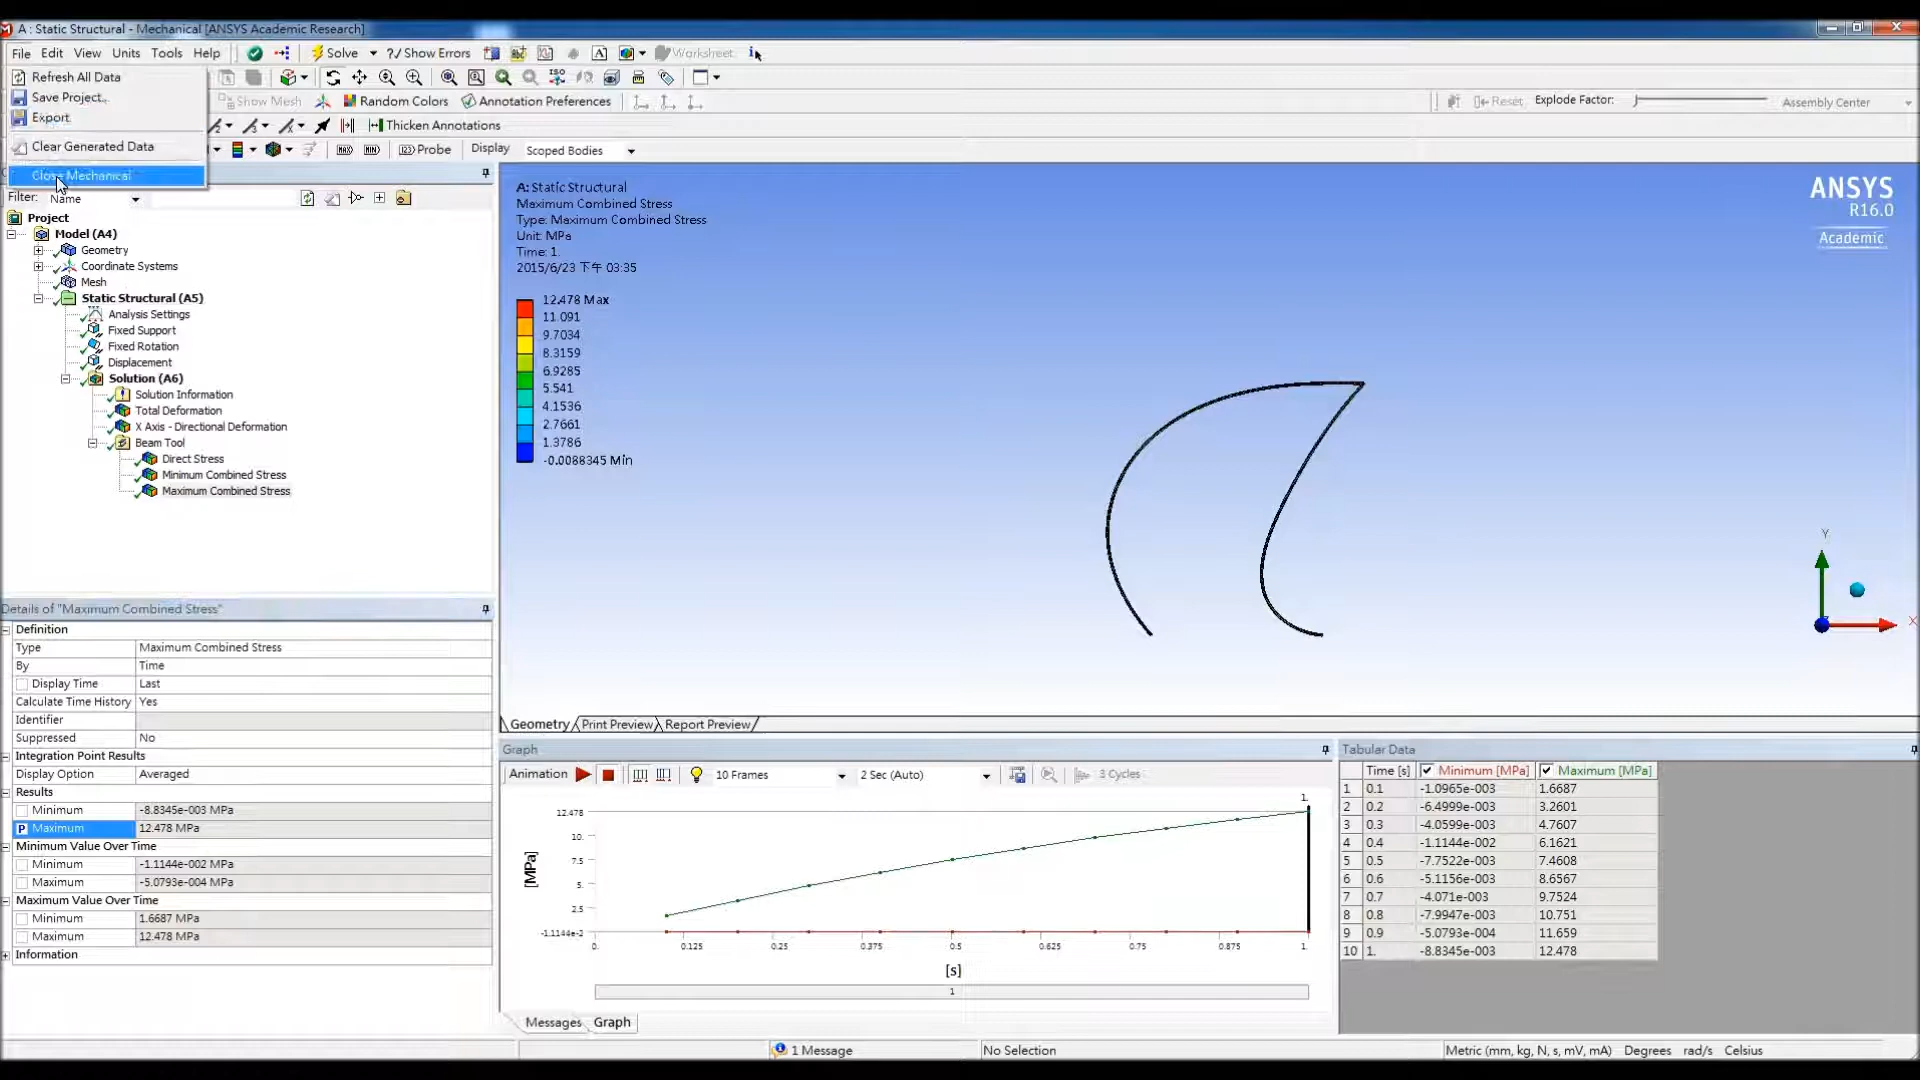 A : Static Structural - Mechanical [ANSYS Academic Research]
File Edit View Units Tools Help Solve ?/ Show Errors Worksheet
Refresh All Data
Save Project...
Export
Clear Generated Data
Close Mechanical
Show Mesh Random Colors Annotation Preferences Reset Explode Factor: Assembly Center
Thicken Annotations
MAX MIN Probe Display Scoped Bodies
Filter: Name
Project
Model (A4)
Geometry
Coordinate Systems
Mesh
Static Structural (A5)
Analysis Settings
Fixed Support
Fixed Rotation
Displacement
Solution (A6)
Solution Information
Total Deformation
X Axis - Directional Deformation
Beam Tool
Direct Stress
Minimum Combined Stress
Maximum Combined Stress
A: Static Structural
Maximum Combined Stress
Type: Maximum Combined Stress
Unit: MPa
Time: 1.
2015/6/23 下午 03:35
12.478 Max
11.091
9.7034
8.3159
6.9285
5.541
4.1536
2.7661
1.3786
-0.0088345 Min
ANSYS
R16.0
Academic
Y
X
Details of "Maximum Combined Stress"
Definition
Type Maximum Combined Stress
By Time
Display Time Last
Calculate Time History Yes
Identifier
Suppressed No
Integration Point Results
Display Option Averaged
Results
Minimum -8.8345e-003 MPa
P Maximum 12.478 MPa
Minimum Value Over Time
Minimum -1.1144e-002 MPa
Maximum -5.0793e-004 MPa
Maximum Value Over Time
Minimum 1.6687 MPa
Maximum 12.478 MPa
Information
Geometry Print Preview Report Preview
Graph
Animation 10 Frames 2 Sec (Auto) 3 Cycles
1.
12.478
10.
7.5
5.
2.5
-1.1144e-2
[MPa]
0. 0.125 0.25 0.375 0.5 0.625 0.75 0.875 1.
[s]
1
Messages Graph
Tabular Data
Time [s] Minimum [MPa] Maximum [MPa]
1 0.1 -1.0965e-003 1.6687
2 0.2 -6.4999e-003 3.2601
3 0.3 -4.0599e-003 4.7607
4 0.4 -1.1144e-002 6.1621
5 0.5 -7.7522e-003 7.4608
6 0.6 -5.1156e-003 8.6567
7 0.7 -4.071e-003 9.7524
8 0.8 -7.9947e-003 10.751
9 0.9 -5.0793e-004 11.659
10 1. -8.8345e-003 12.478
1 Message No Selection Metric (mm, kg, N, s, mV, mA) Degrees rad/s Celsius